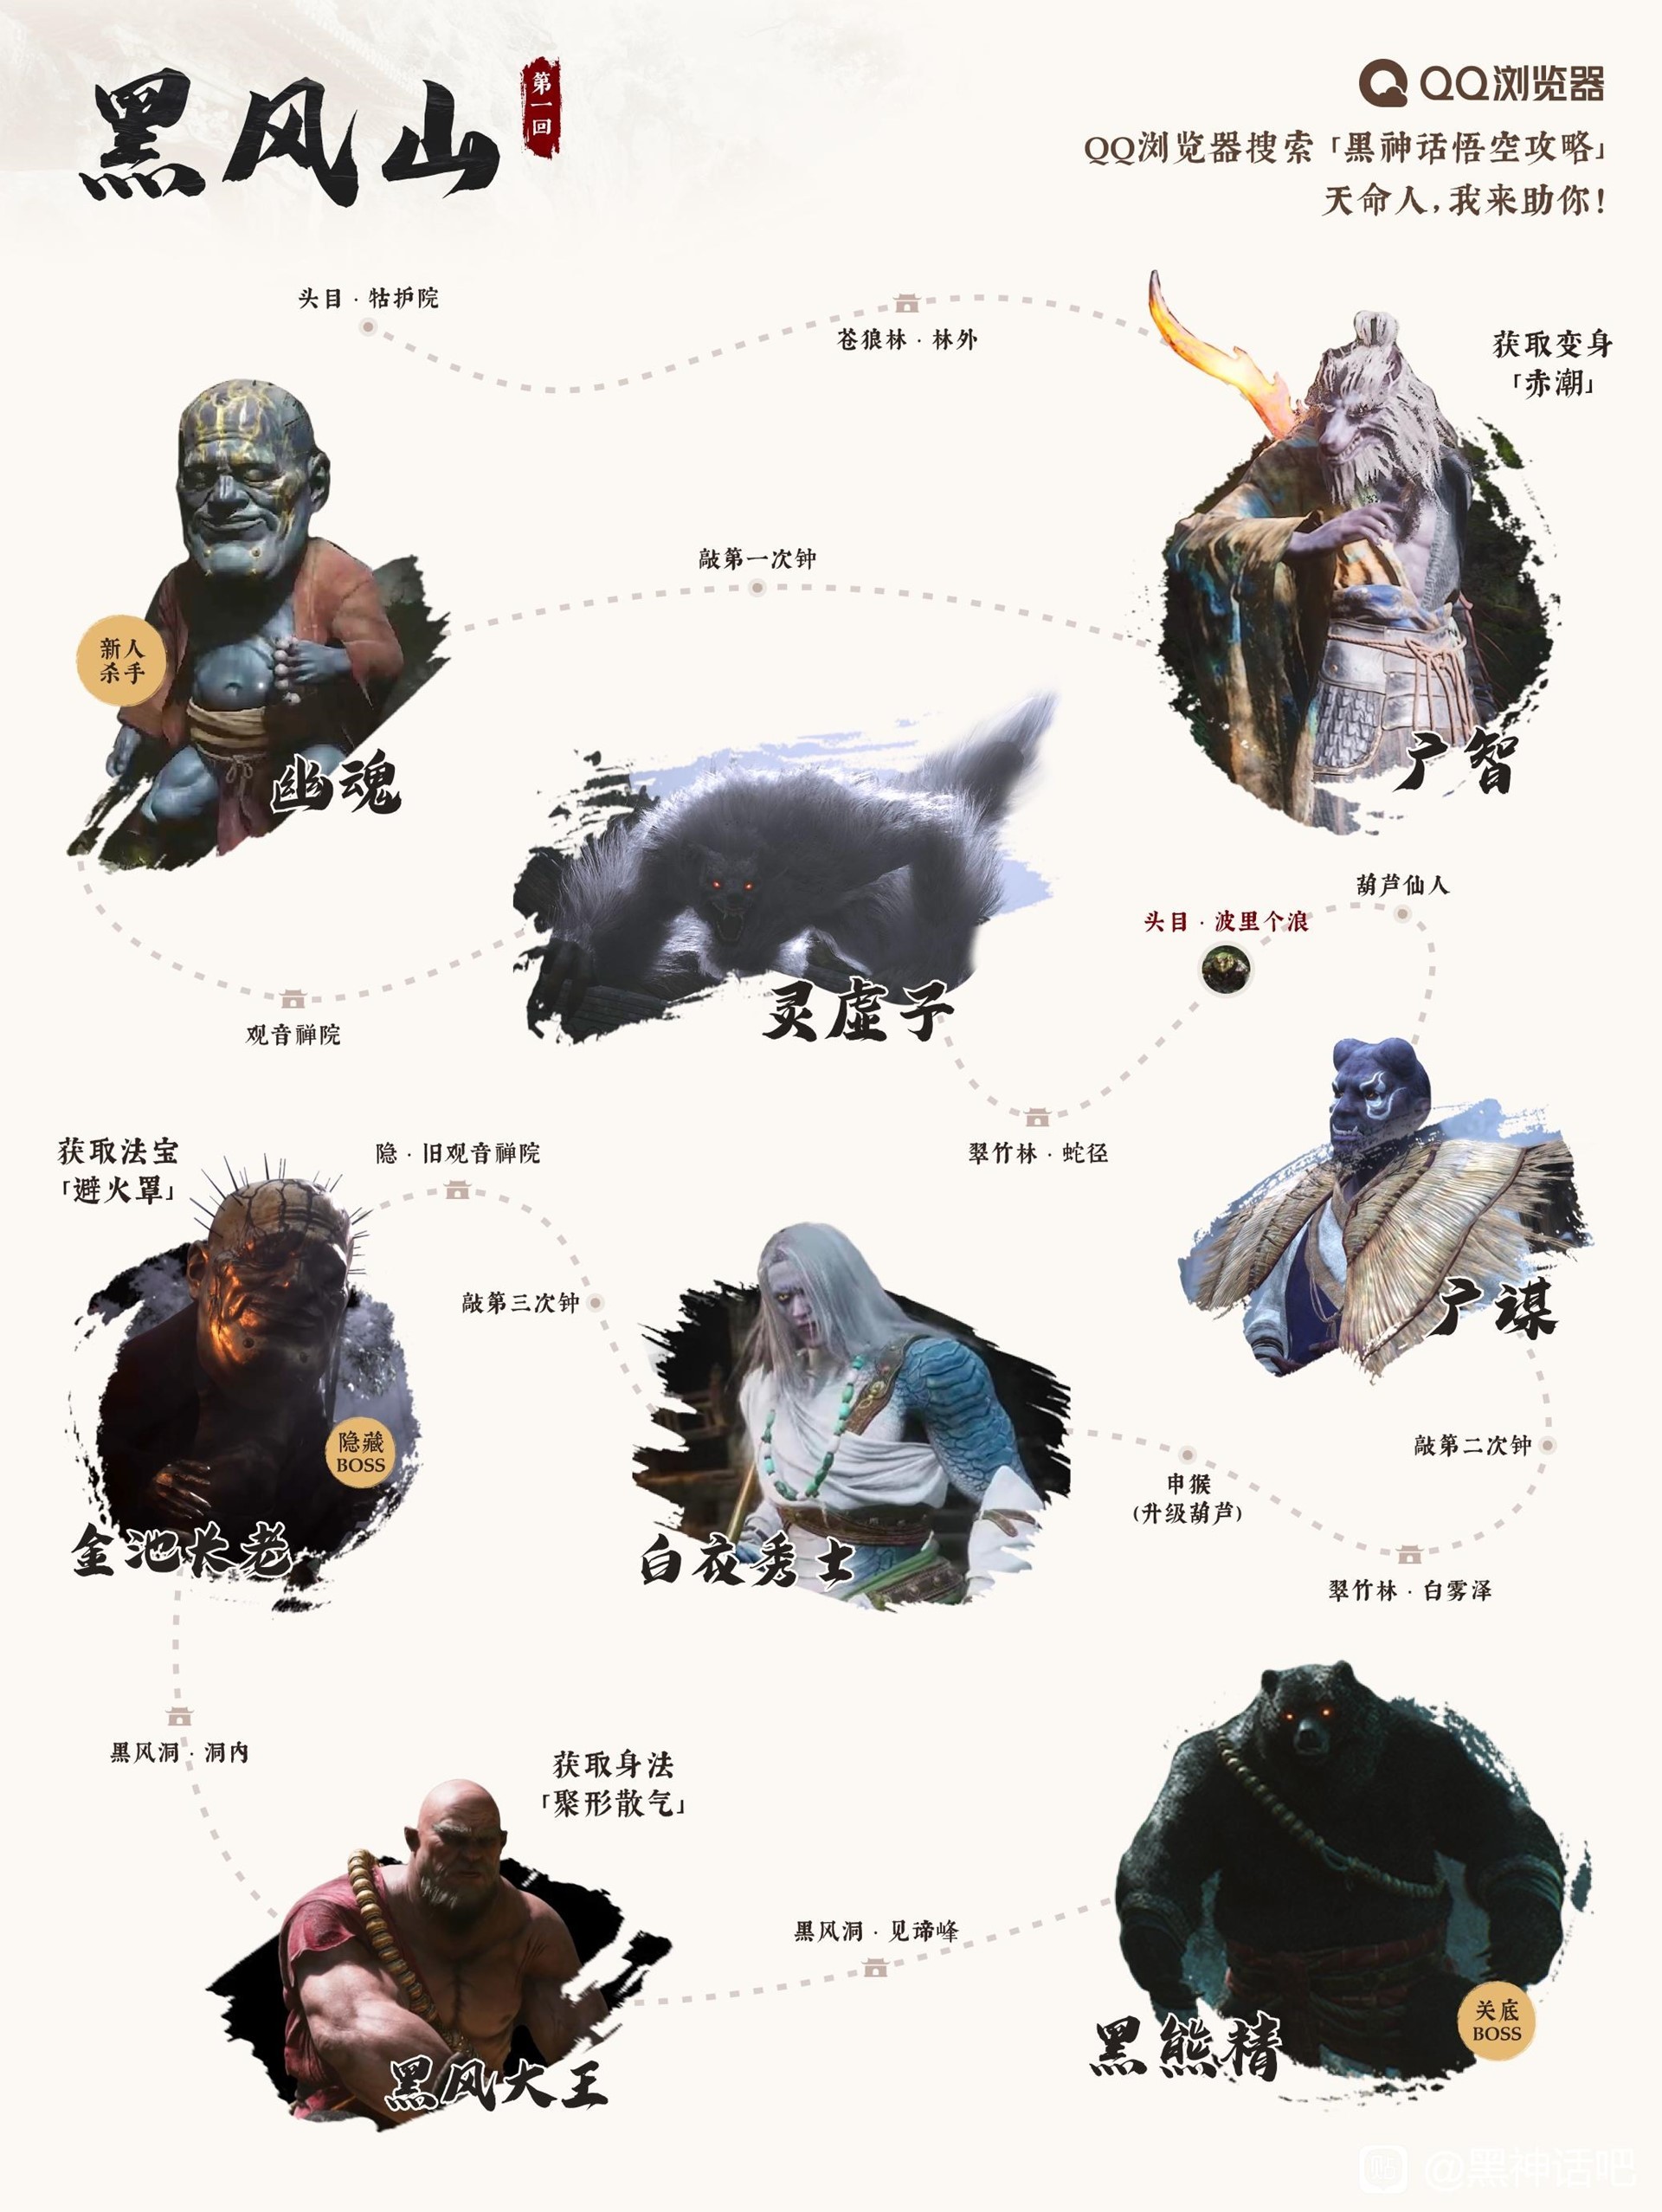 黑风山
第一回
QQ浏览器
QQ浏览器搜索「黑神话悟空攻略」
天命人，我来助你！
头目 · 牯护院
苍狼林 · 林外
获取变身
「赤潮」
广智
敲第一次钟
新人
杀手
幽魂
观音禅院
灵虚子
翠竹林 · 蛇径
头目 · 波里个浪
葫芦仙人
广谋
敲第二次钟
翠竹林 · 白雾泽
申猴
(升级葫芦)
白衣秀士
敲第三次钟
隐 · 旧观音禅院
获取法宝
「避火罩」
隐藏
BOSS
金池长老
黑风洞 · 洞内
获取身法
「聚形散气」
黑风大王
黑风洞 · 见谛峰
黑熊精
关底
BOSS
@黑神话吧